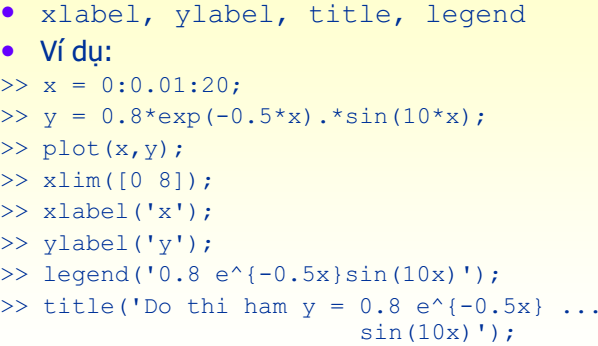 • xlabel, ylabel, title, legend
• Ví dụ:
>> x = 0:0.01:20;
>> y = 0.8*exp(-0.5*x).*sin(10*x);
>> plot(x,y);
>> xlim([0 8]);
>> xlabel('x');
>> ylabel('y');
>> legend('0.8 e^{-0.5x}sin(10x)');
>> title('Do thi ham y = 0.8 e^{-0.5x} ...
sin(10x)');